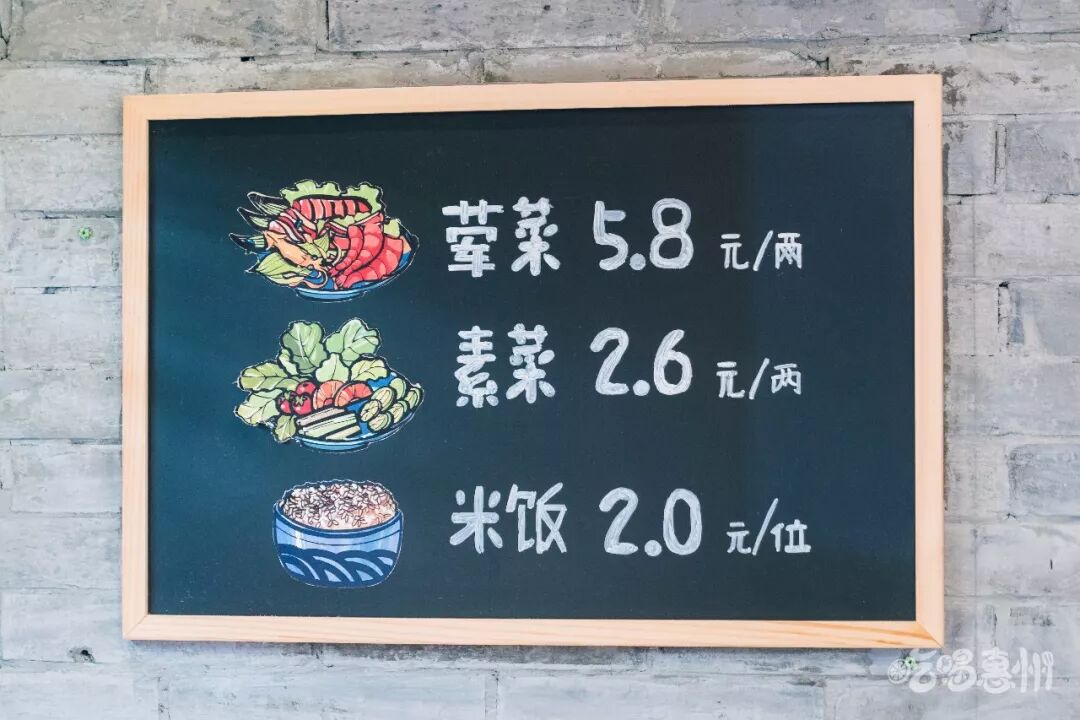 荤菜 5.8 元/两
素菜 2.6 元/两
米饭 2.0 元/位
吃喝惠州